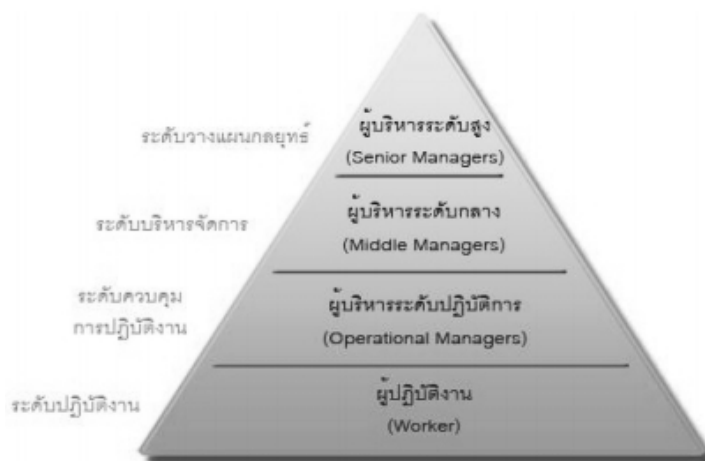 ระดับวางแผนกลยุทธ์
ผู้บริหารระดับสูง
(Senior Managers)
ระดับบริหารจัดการ
ผู้บริหารระดับกลาง
(Middle Managers)
ระดับควบคุม
การปฏิบัติงาน
ผู้บริหารระดับปฏิบัติการ
(Operational Managers)
ระดับปฏิบัติงาน
ผู้ปฏิบัติงาน
(Worker)